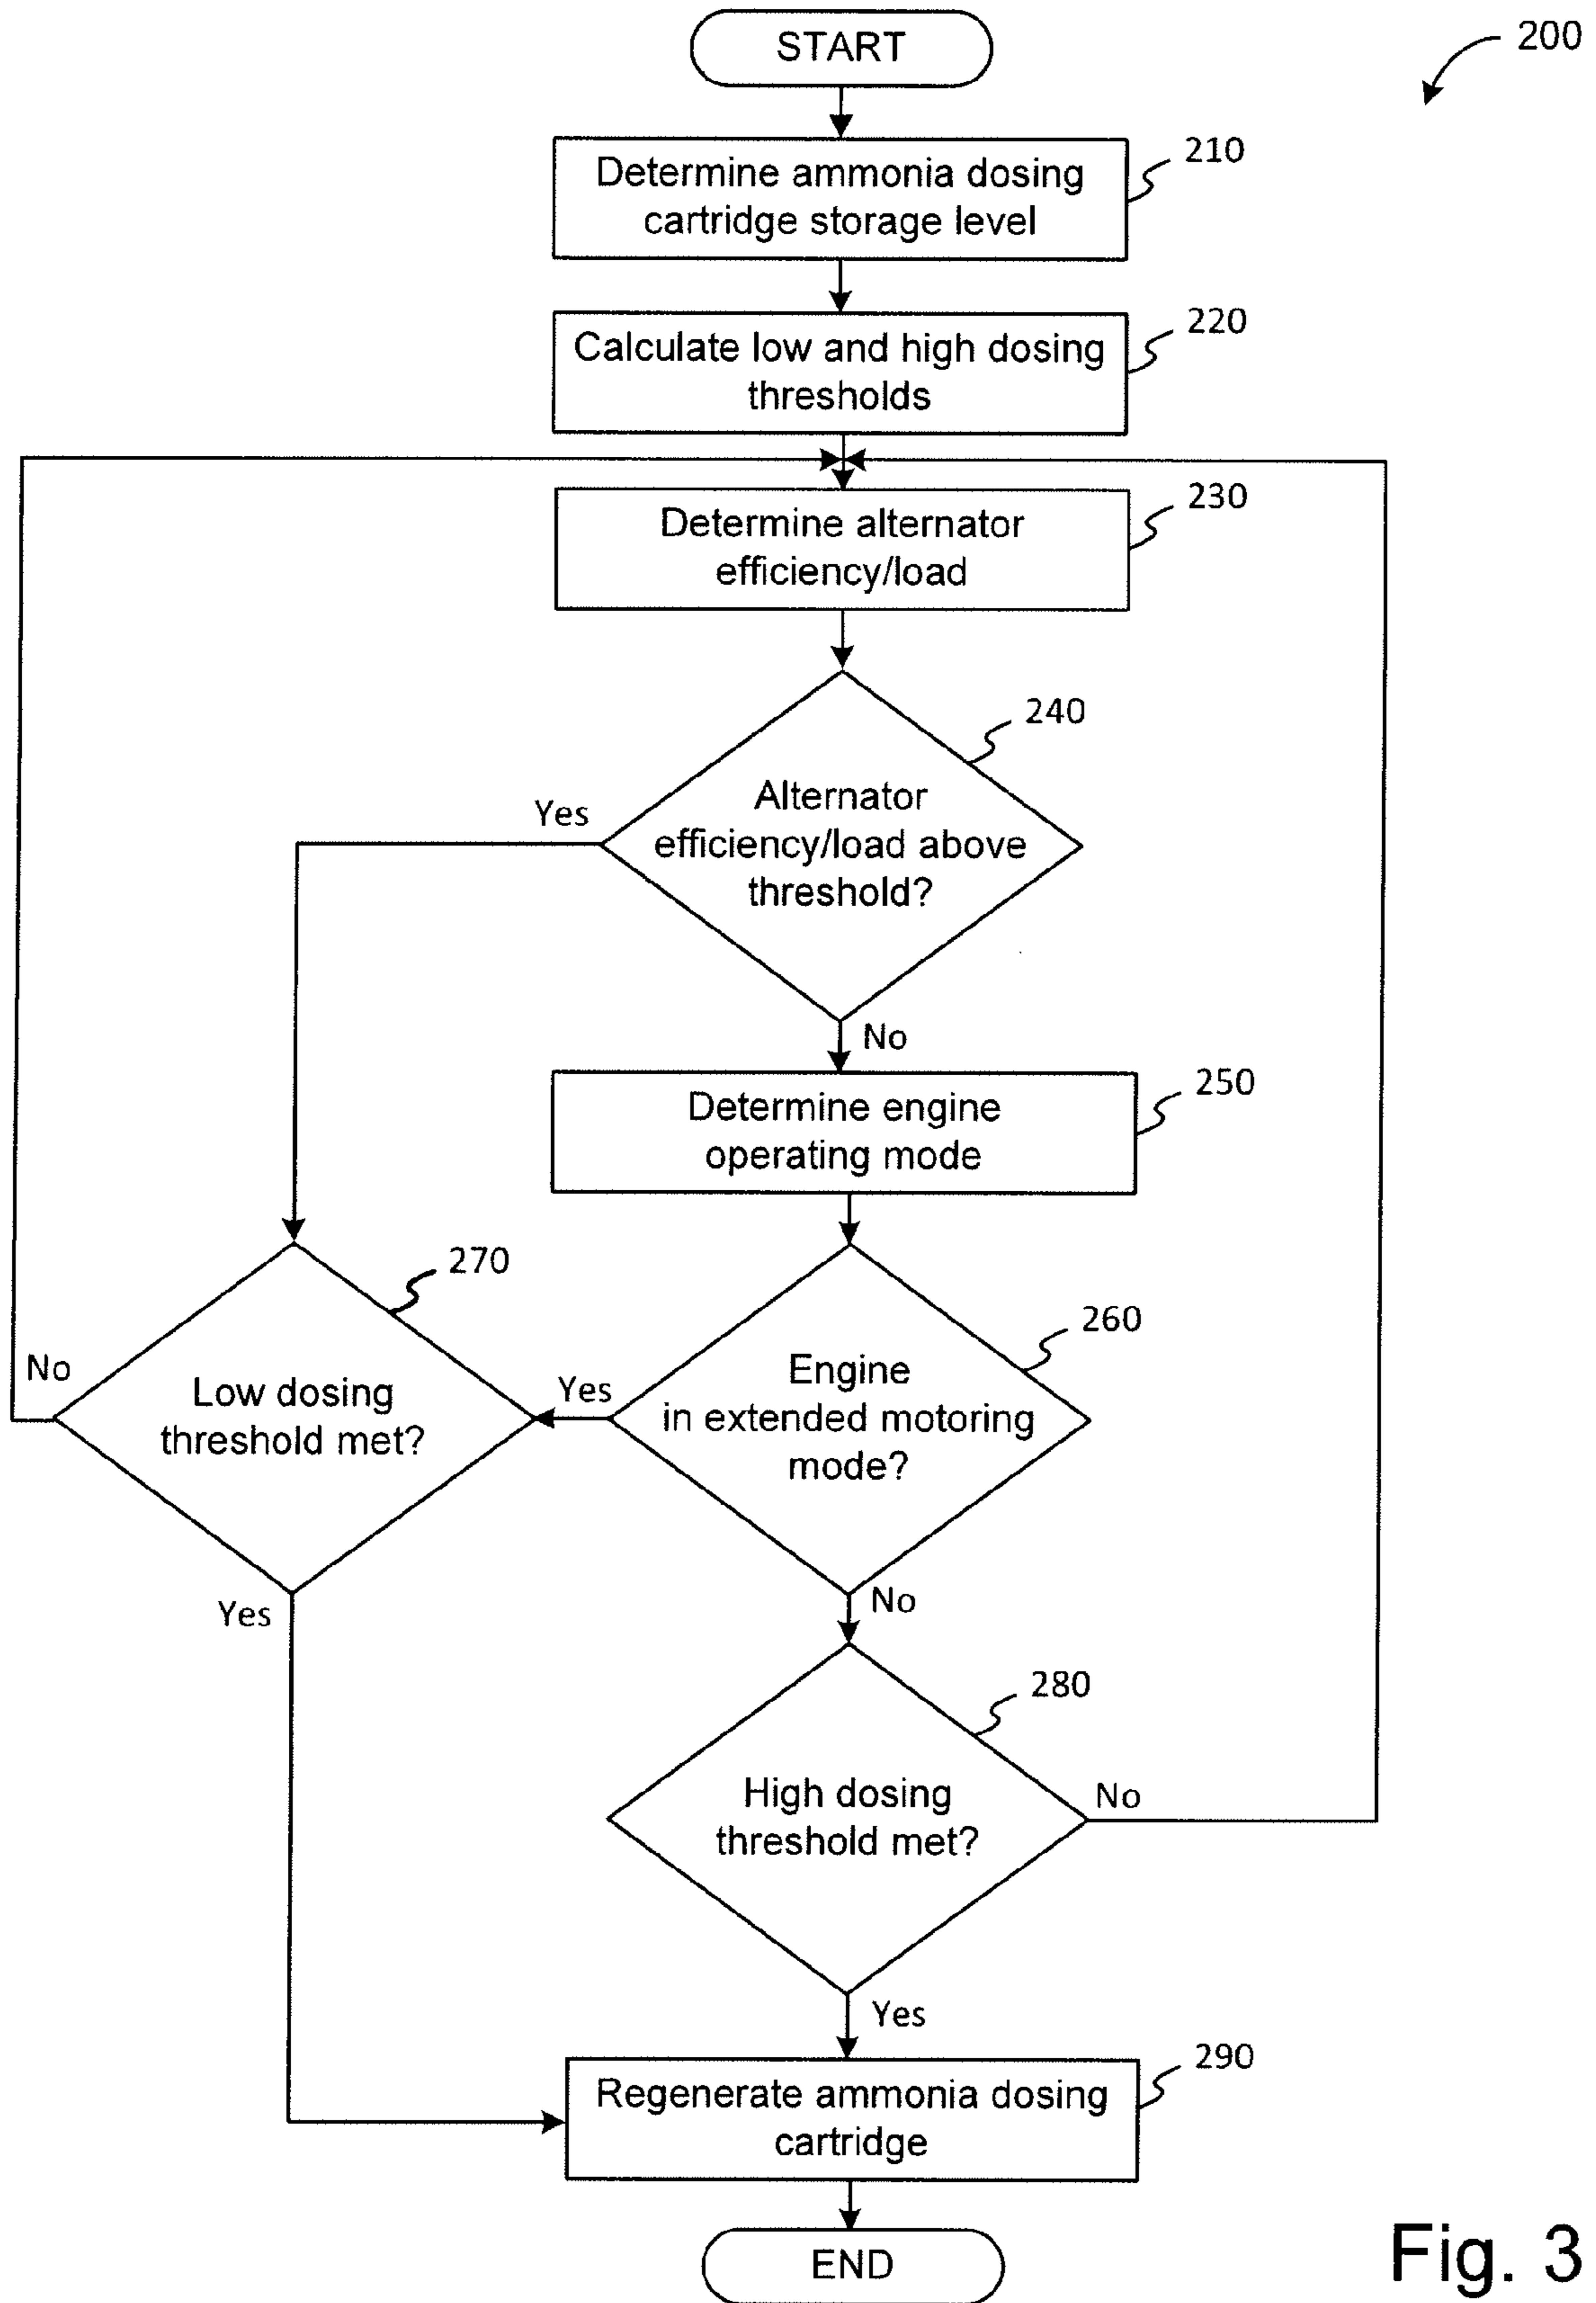 START
200
Determine ammonia dosing
cartridge storage level
210
Calculate low and high dosing
thresholds
220
Determine alternator
efficiency/load
230
240
Alternator
efficiency/load above
threshold?
Yes
No
Determine engine
operating mode
250
270
Low dosing
threshold met?
No
Yes
260
Engine
in extended motoring
mode?
Yes
No
280
High dosing
threshold met?
No
Yes
Regenerate ammonia dosing
cartridge
290
END
Fig. 3